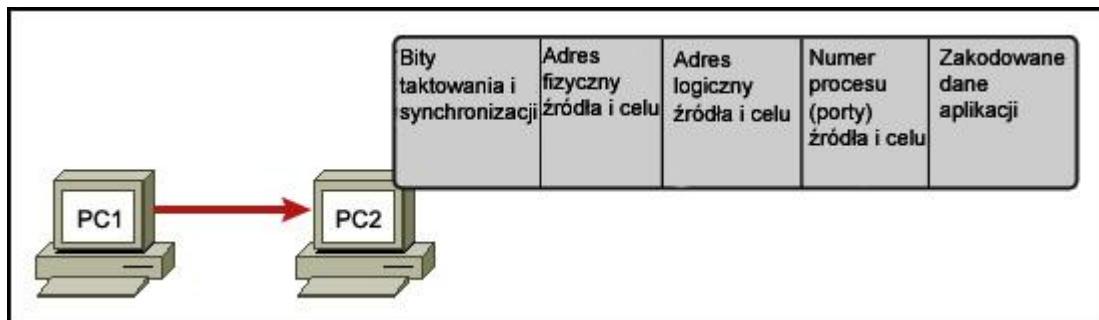 Bity
taktowania i
synchronizacji
Adres
fizyczny
źródła i celu
Adres
logiczny
źródła i celu
Numer
procesu
(porty)
źródła i celu
Zakodowane
dane
aplikacji
PC1
PC2